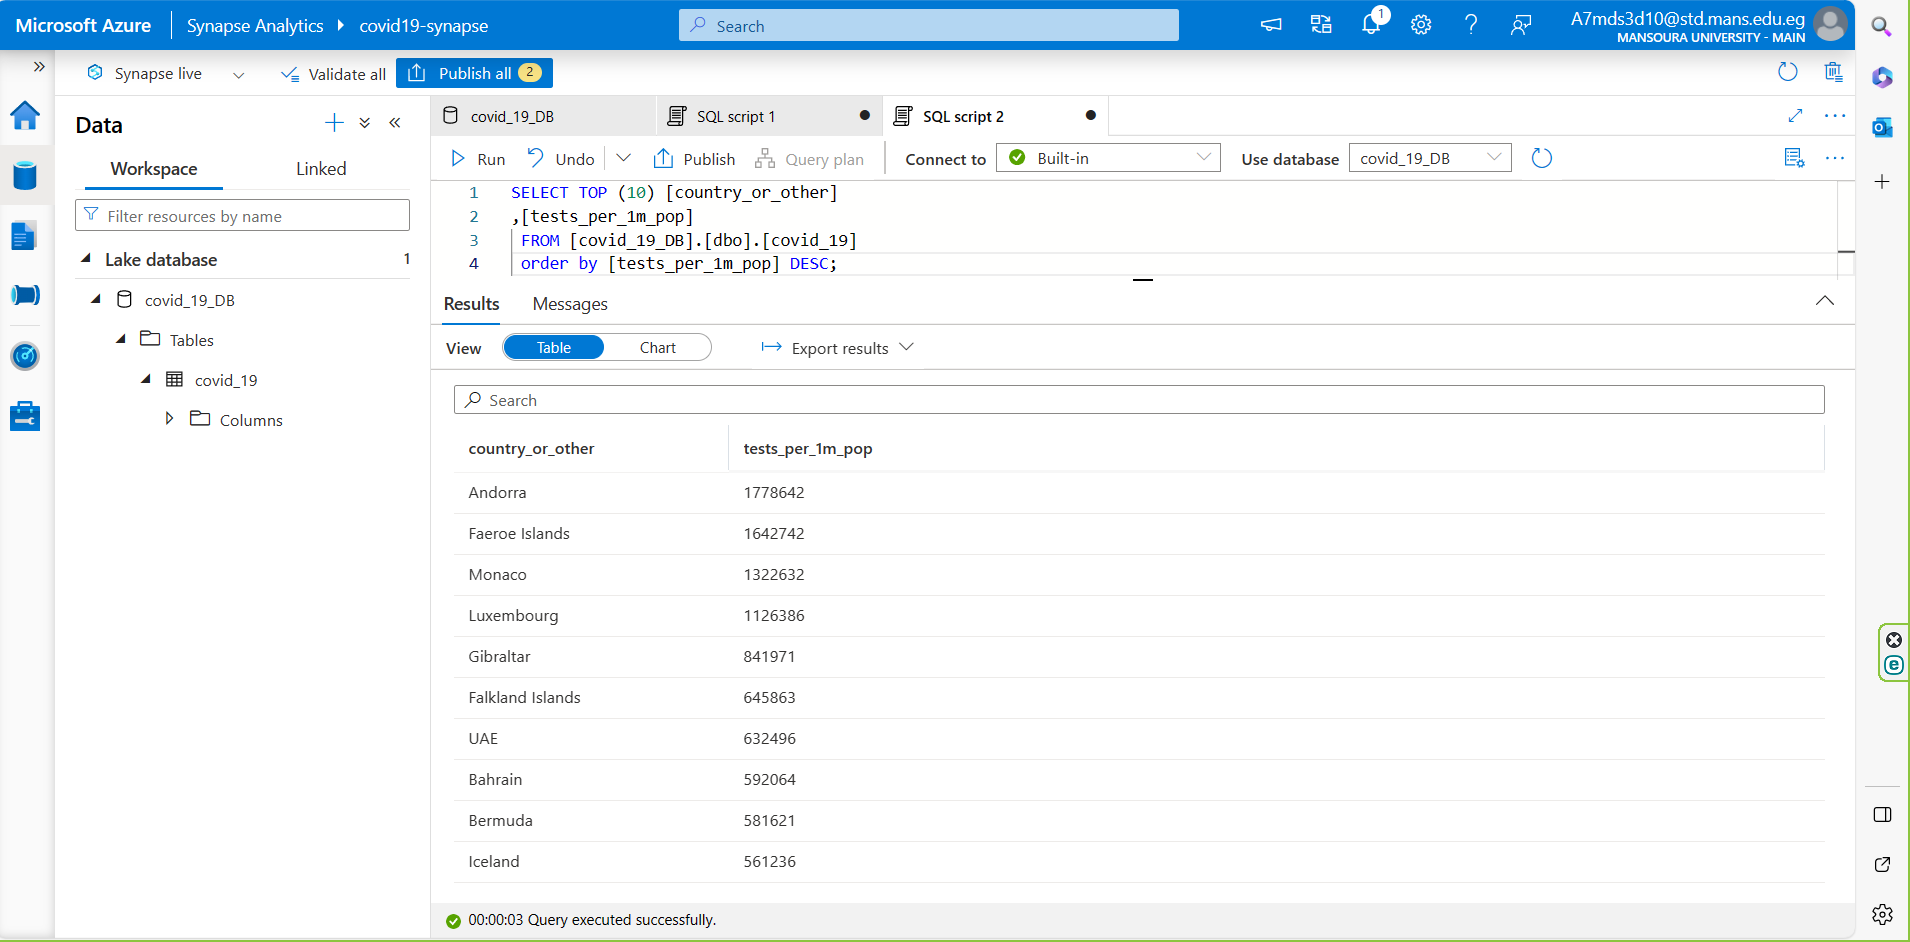 Microsoft Azure Synapse Analytics covid19-synapse Search 1 A7mds3d10@std.mans.edu.eg
MANSOURA UNIVERSITY - MAIN
Synapse live Validate all Publish all 2
Data
Workspace Linked
Filter resources by name
Lake database 1
covid_19_DB
Tables
covid_19
Columns
covid_19_DB SQL script 1 SQL script 2
Run Undo Publish Query plan Connect to Built-in Use database covid_19_DB
1 SELECT TOP (10) [country_or_other]
2 ,[tests_per_1m_pop]
3 FROM [covid_19_DB].[dbo].[covid_19]
4 order by [tests_per_1m_pop] DESC;
Results Messages
View Table Chart Export results
Search
country_or_other tests_per_1m_pop
Andorra 1778642
Faeroe Islands 1642742
Monaco 1322632
Luxembourg 1126386
Gibraltar 841971
Falkland Islands 645863
UAE 632496
Bahrain 592064
Bermuda 581621
Iceland 561236
00:00:03 Query executed successfully.